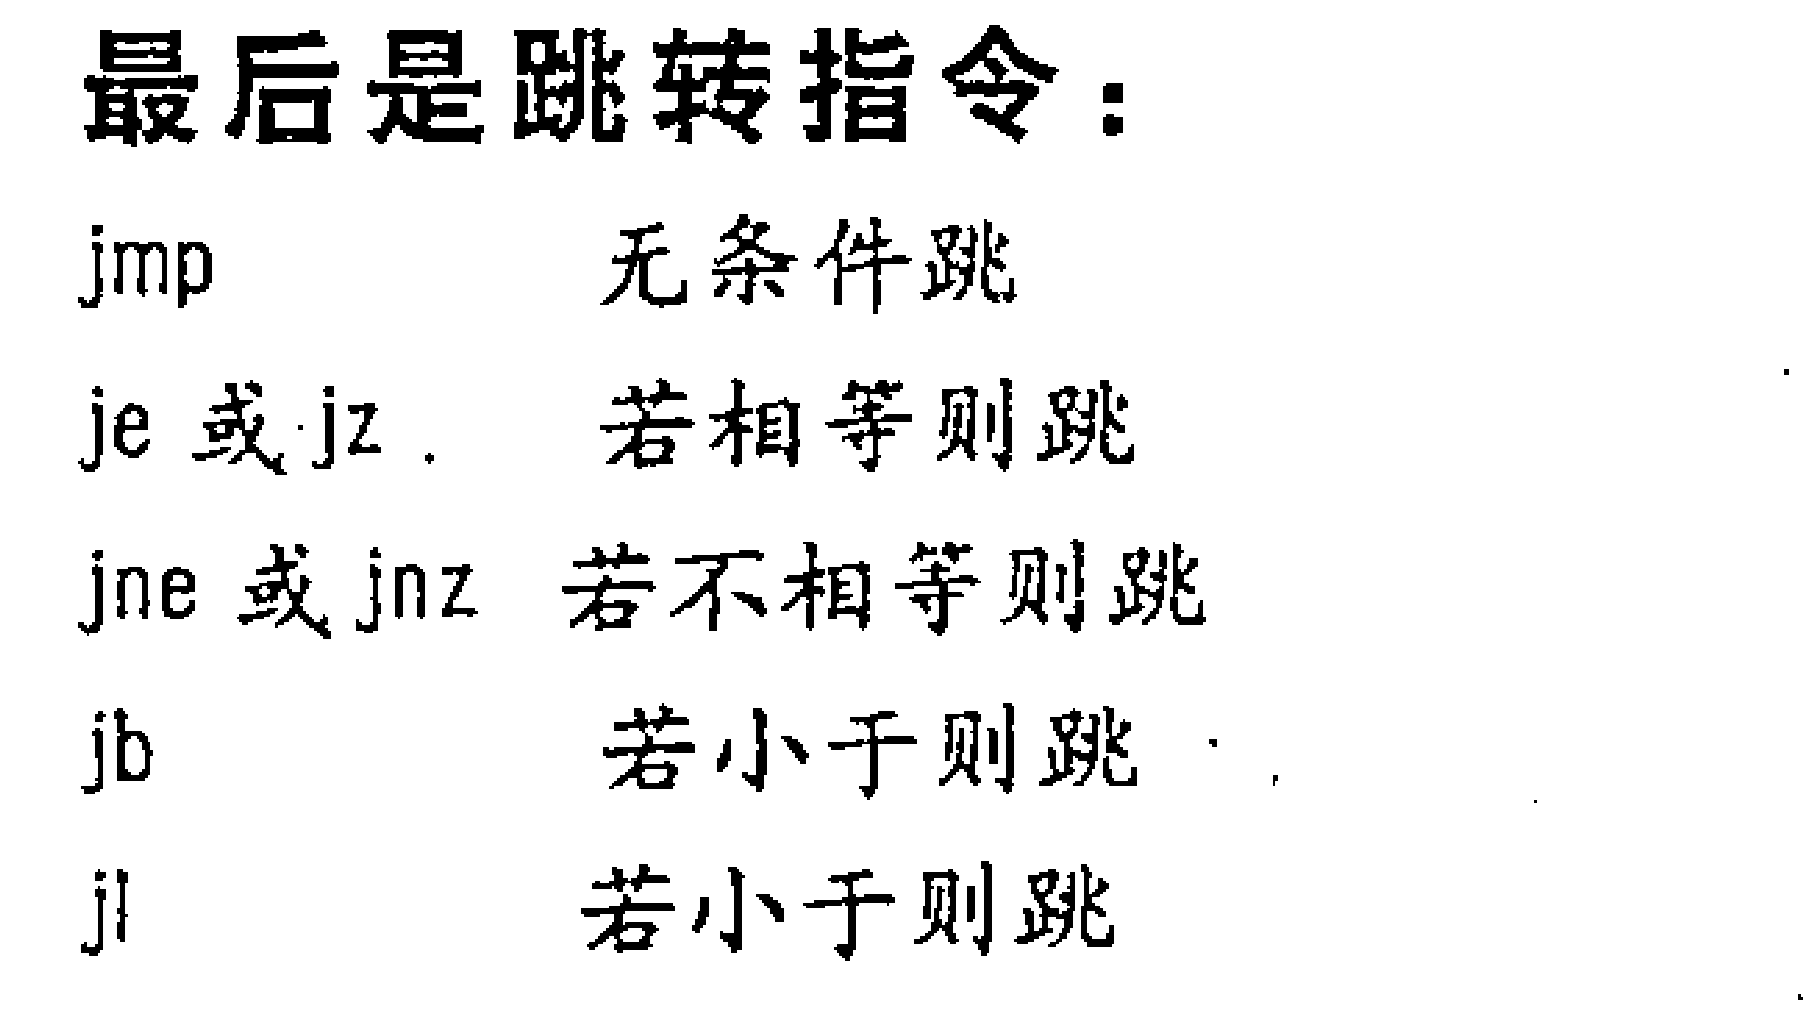 最后是跳转指令：
jmp 无条件跳
je 或 jz 若相等则跳
jne 或 jnz 若不相等则跳
jb 若小于则跳
jl 若小于则跳